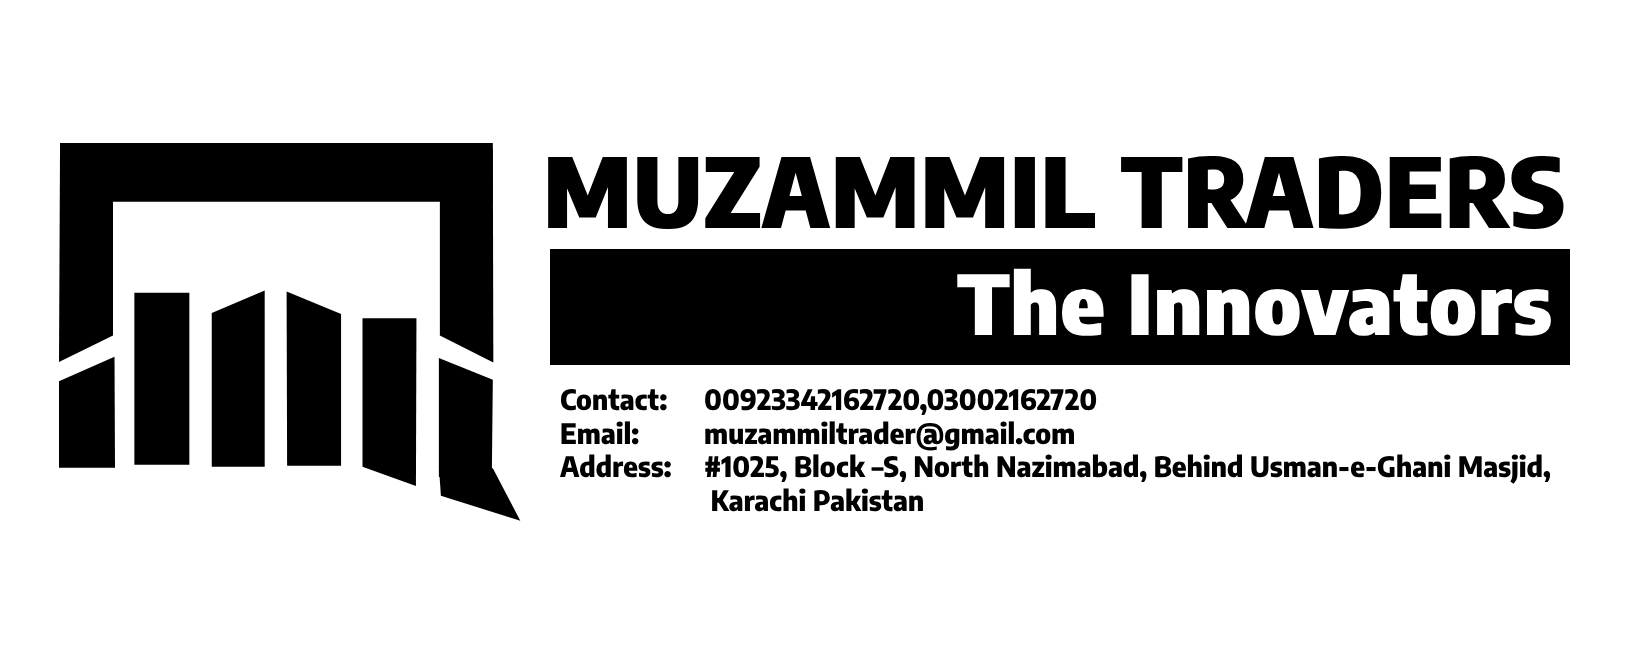 MUZAMMIL TRADERS
The Innovators
Contact: 00923342162720,03002162720
Email: muzammiltrader@gmail.com
Address: #1025, Block –S, North Nazimabad, Behind Usman-e-Ghani Masjid,
Karachi Pakistan